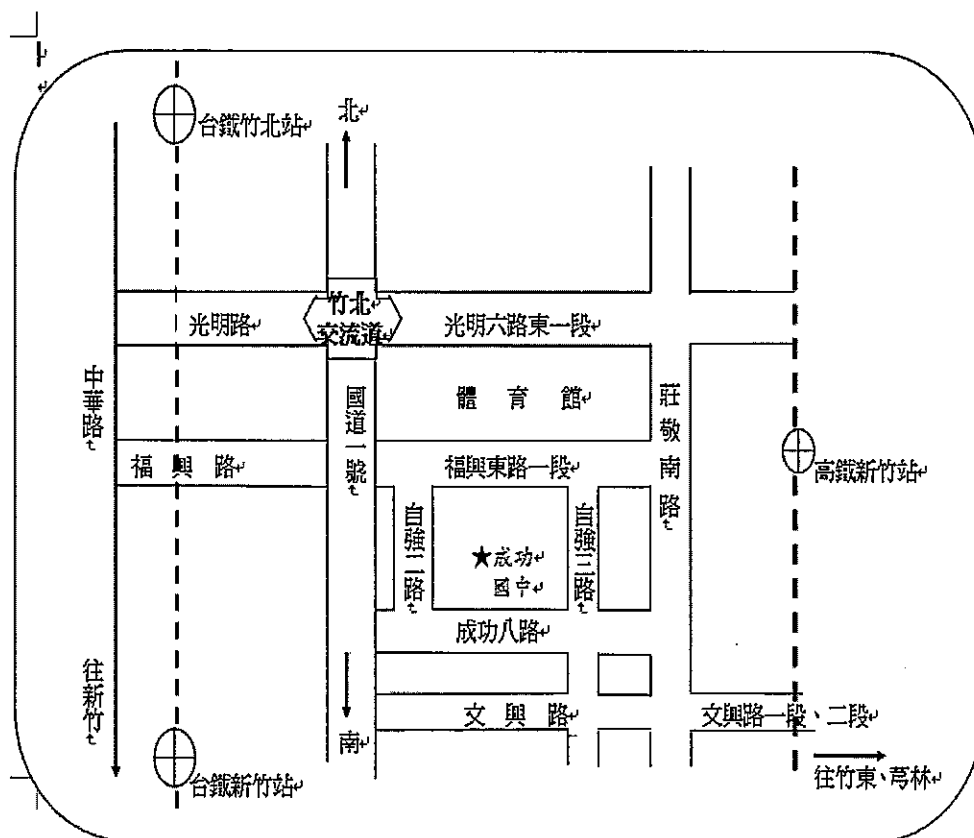 台鐵竹北站
北
竹北
交流道
光明路
光明六路東一段
中華路
國道一號
體育館
莊敬南路
福興路
福興東路一段
高鐵新竹站
自強二路
★成功
國中
自強三路
成功八路
往新竹
文興路
文興路一段、二段
南
台鐵新竹站
往竹東、芎林